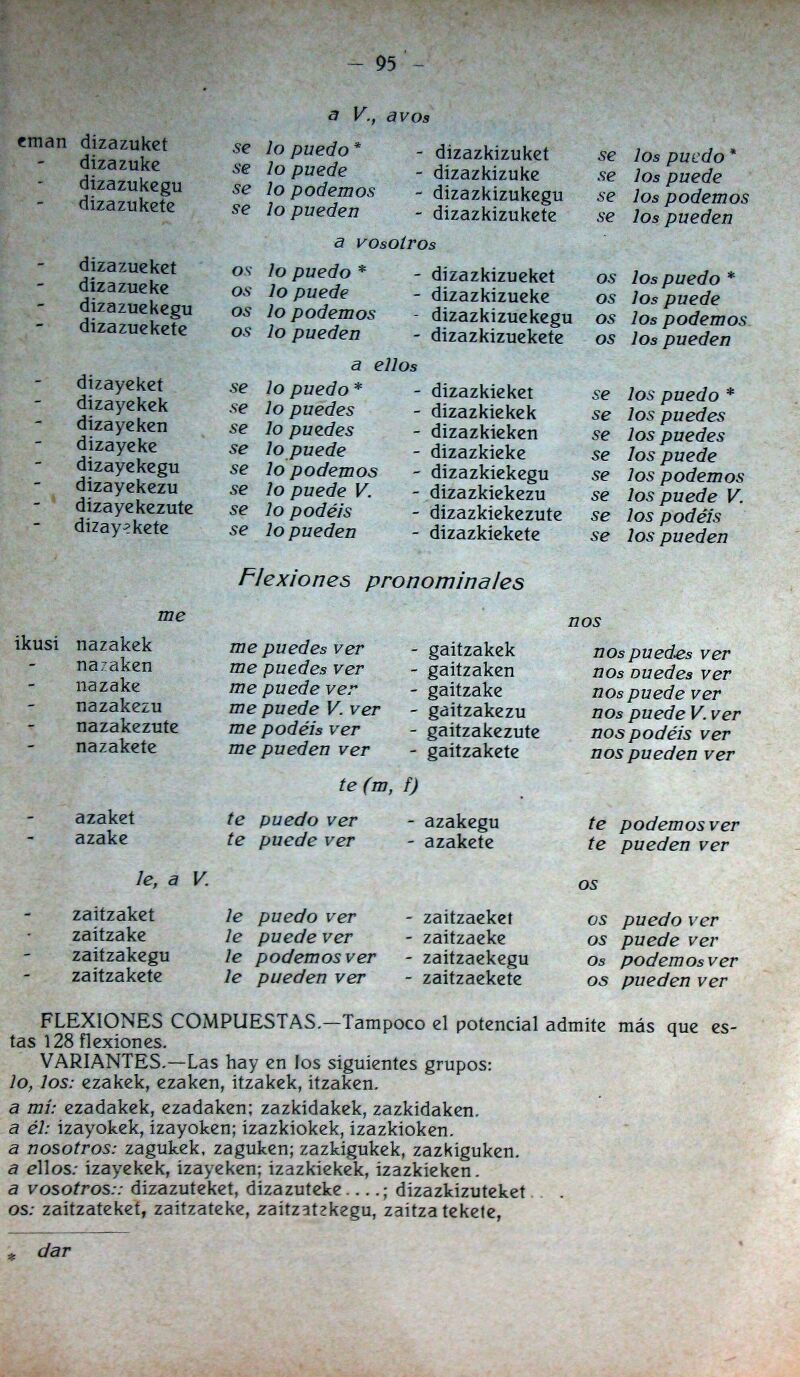 — 95 —
a V., avos
eman dizazuket se lo puedo * - dizazkizuket se los puedo *
- dizazuke se lo puede - dizazkizuke se los puede
- dizazukegu se lo podemos - dizazkizukegu se los podemos
- dizazukete se lo pueden - dizazkizukete se los pueden
a vosotros
- dizazueket os lo puedo * - dizazkizueket os los puedo *
- dizazueke os lo puede - dizazkizueke os los puede
- dizazuekegu os lo podemos - dizazkizuekegu os los podemos
- dizazuekete os lo pueden - dizazkizuekete os los pueden
a ellos
- dizayeket se lo puedo * - dizazkieket se los puedo *
- dizayekek se lo puedes - dizazkiekek se los puedes
- dizayeken se lo puedes - dizazkieken se los puedes
- dizayeke se lo puede - dizazkieke se los puede
- dizayekegu se lo podemos - dizazkiekegu se los podemos
- dizayekezu se lo puede V. - dizazkiekezu se los puede V.
- dizayekezute se lo podéis - dizazkiekezute se los podéis
- dizayekete se lo pueden - dizazkiekete se los pueden
Flexiones pronominales
me nos
ikusi nazakek me puedes ver - gaitzakek nos puedes ver
- nazaken me puedes ver - gaitzaken nos puedes ver
- nazake me puede ver - gaitzake nos puede ver
- nazakezu me puede V. ver - gaitzakezu nos puede V. ver
- nazakezute me podéis ver - gaitzakezute nos podéis ver
- nazakete me pueden ver - gaitzakete nos pueden ver
te (m, f)
- azaket te puedo ver - azakegu te podemos ver
- azake te puede ver - azakete te pueden ver
le, a V. os
- zaitzaket le puedo ver - zaitzaeket os puedo ver
- zaitzake le puede ver - zaitzaeke os puede ver
- zaitzakegu le podemos ver - zaitzaekegu os podemos ver
- zaitzakete le pueden ver - zaitzaekete os pueden ver
FLEXIONES COMPUESTAS.—Tampoco el potencial admite más que es-
tas 128 flexiones.
VARIANTES.—Las hay en los siguientes grupos:
lo, los: ezakek, ezaken, itzakek, itzaken.
a mí: ezadakek, ezadaken; zazkidakek, zazkidaken.
a él: izayokek, izayoken; izazkiokek, izazkioken.
a nosotros: zagukek, zaguken; zazkigukek, zazkiguken.
a ellos: izayekek, izayeken; izazkiekek, izazkieken.
a vosotros:: dizazuteket, dizazuteke....; dizazkizuteket . .
os: zaitzateket, zaitzateke, zaitzatekegu, zaitza tekete,
* dar